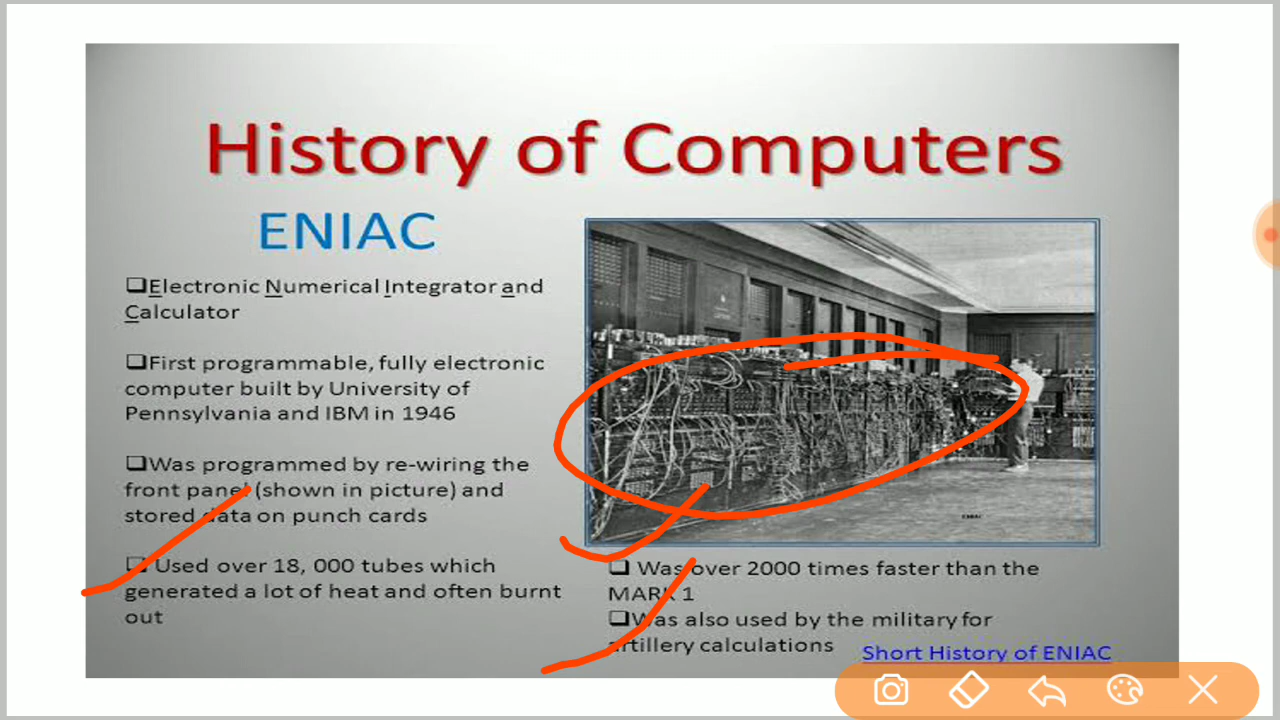 History of Computers
ENIAC
❑Electronic Numerical Integrator and
Calculator
❑First programmable, fully electronic
computer built by University of
Pennsylvania and IBM in 1946
❑Was programmed by re-wiring the
front panel (shown in picture) and
stored data on punch cards
❑ Used over 18, 000 tubes which
generated a lot of heat and often burnt
out
ENIAC
❑ Was over 2000 times faster than the
MARK 1
❑Was also used by the military for
artillery calculations
Short History of ENIAC